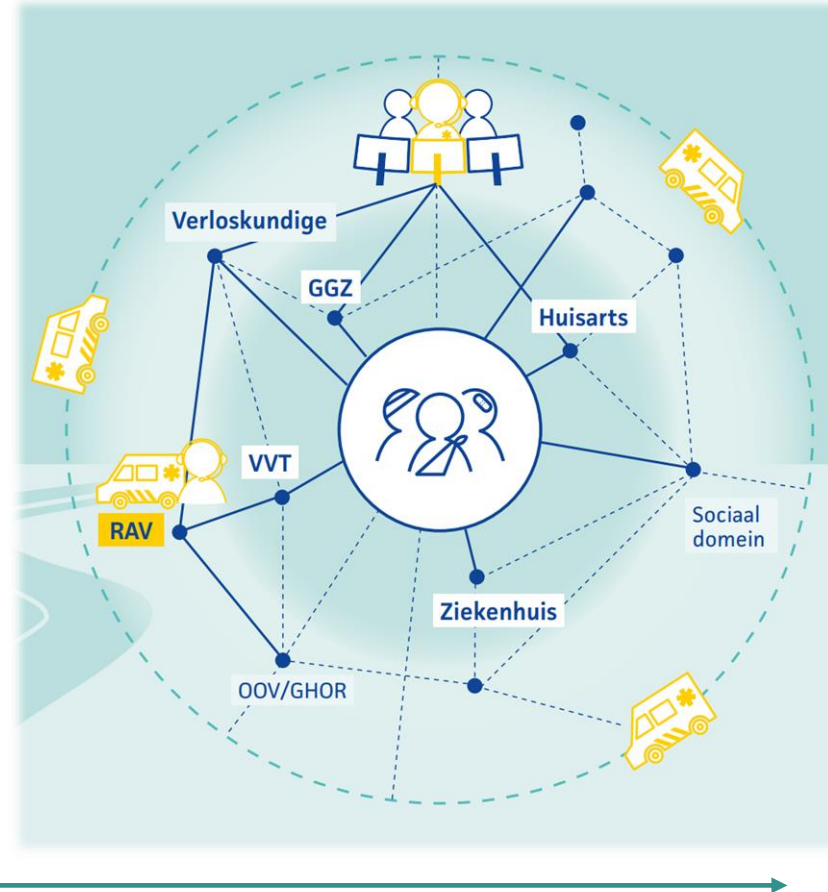 Verloskundige
GGZ
Huisarts
VVT
RAV
Sociaal
domein
Ziekenhuis
OOV/GHOR